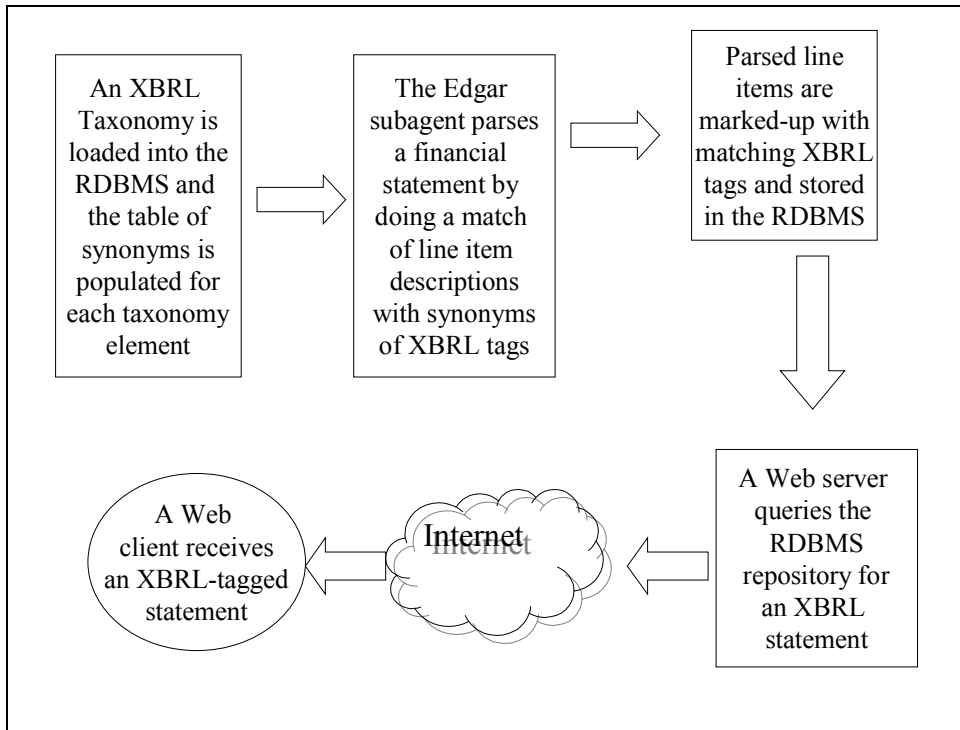 An XBRL
Taxonomy is
loaded into the
RDBMS and
the table of
synonyms is
populated for
each taxonomy
element
The Edgar
subagent parses
a financial
statement by
doing a match
of line item
descriptions
with synonyms
of XBRL tags
Parsed line
items are
marked-up with
matching XBRL
tags and stored
in the RDBMS
A Web server
queries the
RDBMS
repository for
an XBRL
statement
Internet
A Web
client receives
an XBRL-tagged
statement